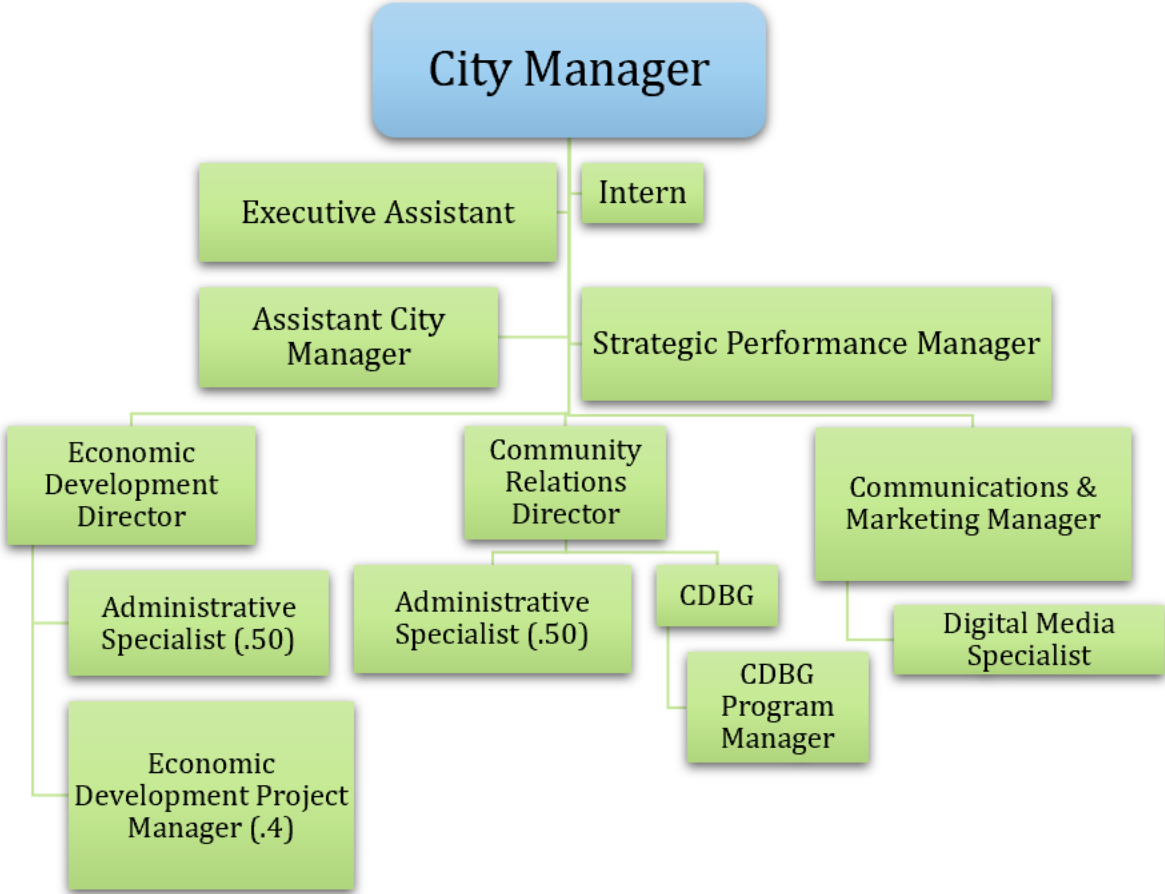 City Manager
Executive Assistant
Intern
Assistant City
Manager
Strategic Performance Manager
Economic
Development
Director
Administrative
Specialist (.50)
Economic
Development Project
Manager (.4)
Community
Relations
Director
Administrative
Specialist (.50)
CDBG
CDBG
Program
Manager
Communications &
Marketing Manager
Digital Media
Specialist